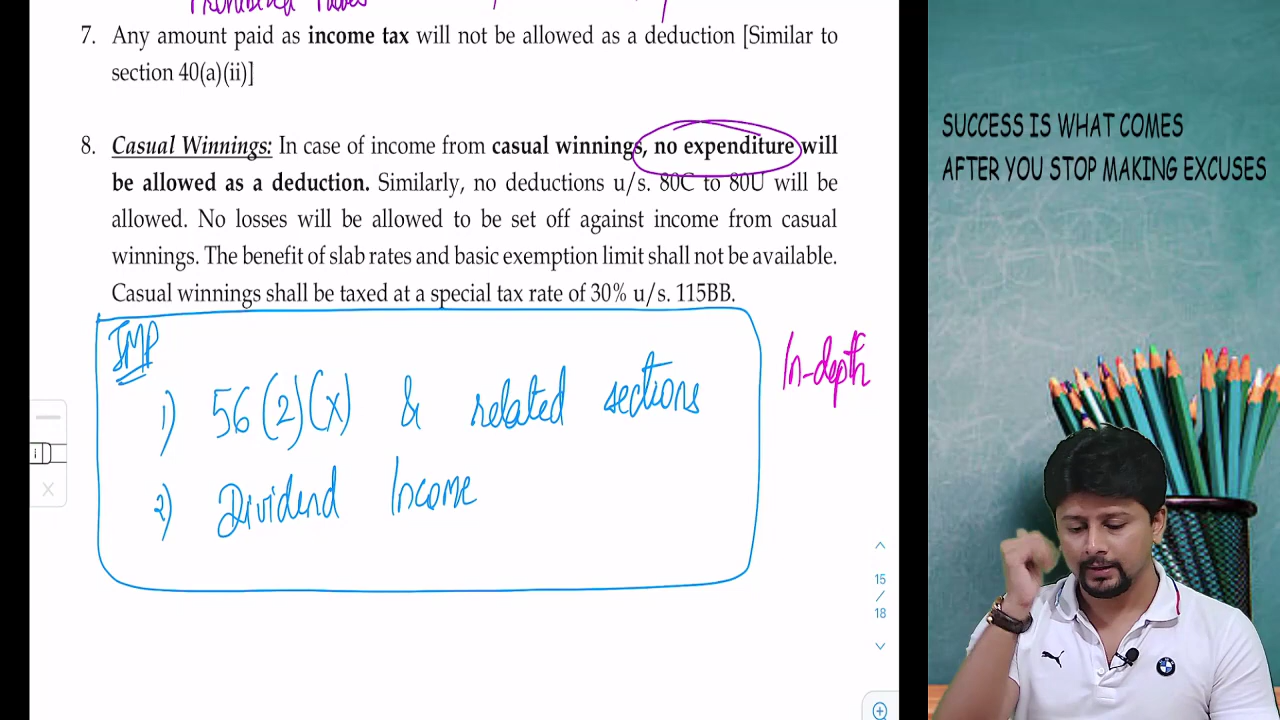 7. Any amount paid as income tax will not be allowed as a deduction [Similar to
section 40(a)(ii)]
8. Casual Winnings: In case of income from casual winnings, no expenditure will
be allowed as a deduction. Similarly, no deductions u/s. 80C to 80U will be
allowed. No losses will be allowed to be set off against income from casual
winnings. The benefit of slab rates and basic exemption limit shall not be available.
Casual winnings shall be taxed at a special tax rate of 30% u/s. 115BB.
IMP
1) 56(2)(x) & related sections
2) Dividend Income
In-depth
15
/
18
SUCCESS IS WHAT COMES
AFTER YOU STOP MAKING EXCUSES